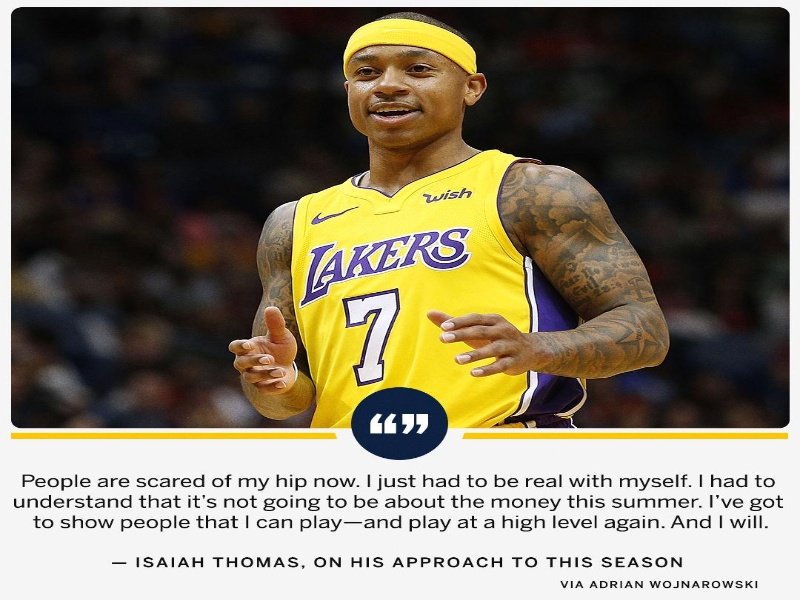 wish
LAKERS
7
“”
People are scared of my hip now. I just had to be real with myself. I had to
understand that it’s not going to be about the money this summer. I’ve got
to show people that I can play—and play at a high level again. And I will.
— ISAIAH THOMAS, ON HIS APPROACH TO THIS SEASON
VIA ADRIAN WOJNAROWSKI